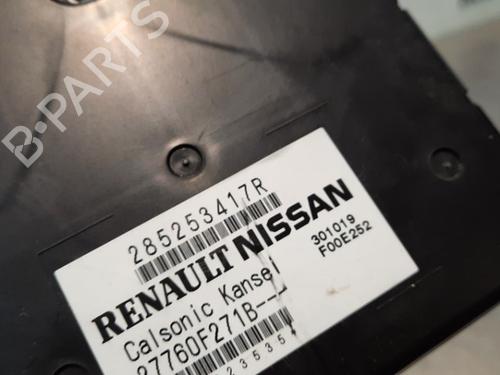 B-PARTS
285253417R
RENAULT NISSAN
Calsonic Kansei
27760F271B--J
301019
F00E252